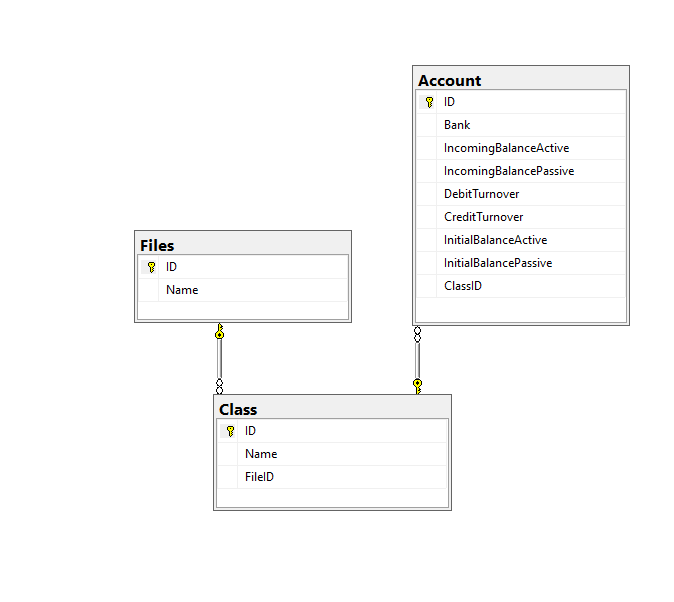 Account
ID
Bank
IncomingBalanceActive
IncomingBalancePassive
DebitTurnover
CreditTurnover
InitialBalanceActive
InitialBalancePassive
ClassID
Files
ID
Name
Class
ID
Name
FileID